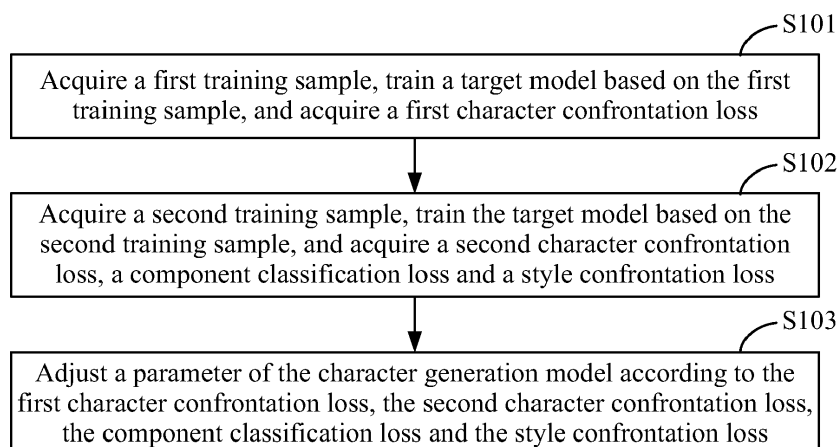 S101
Acquire a first training sample, train a target model based on the first
training sample, and acquire a first character confrontation loss
S102
Acquire a second training sample, train the target model based on the
second training sample, and acquire a second character confrontation
loss, a component classification loss and a style confrontation loss
S103
Adjust a parameter of the character generation model according to the
first character confrontation loss, the second character confrontation loss,
the component classification loss and the style confrontation loss